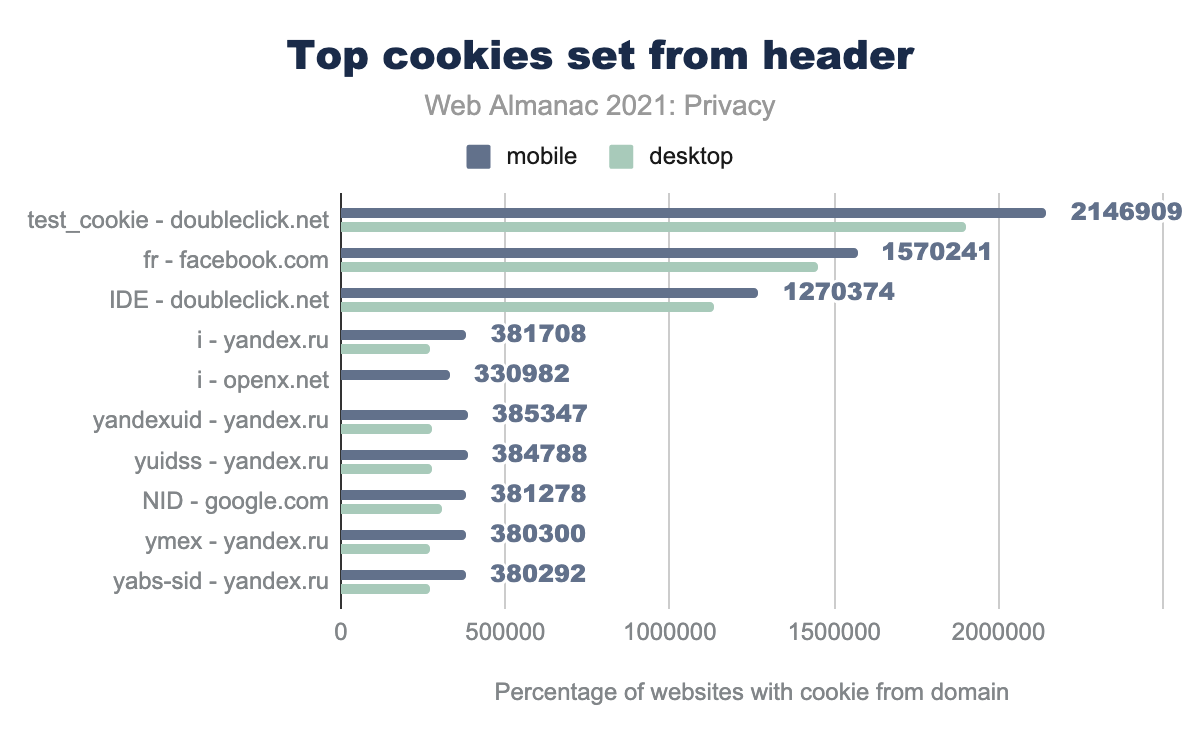 Top cookies set from header
Web Almanac 2021: Privacy
mobile desktop
test_cookie - doubleclick.net 2146909
fr - facebook.com 1570241
IDE - doubleclick.net 1270374
i - yandex.ru 381708
i - openx.net 330982
yandexuid - yandex.ru 385347
yuidss - yandex.ru 384788
NID - google.com 381278
ymex - yandex.ru 380300
yabs-sid - yandex.ru 380292
0 500000 1000000 1500000 2000000
Percentage of websites with cookie from domain